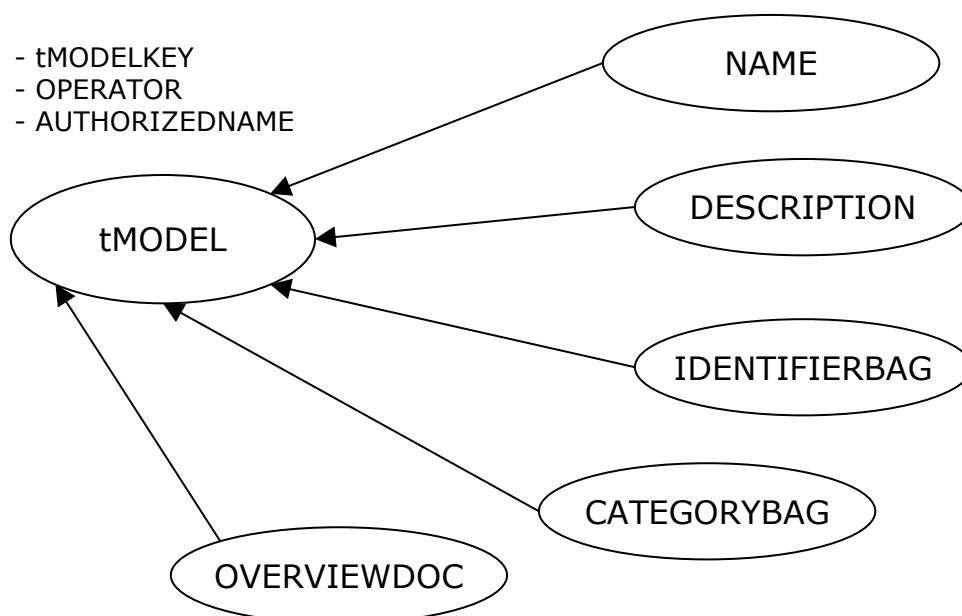 - tMODELKEY
- OPERATOR
- AUTHORIZEDNAME
NAME
tMODEL
DESCRIPTION
IDENTIFIERBAG
CATEGORYBAG
OVERVIEWDOC